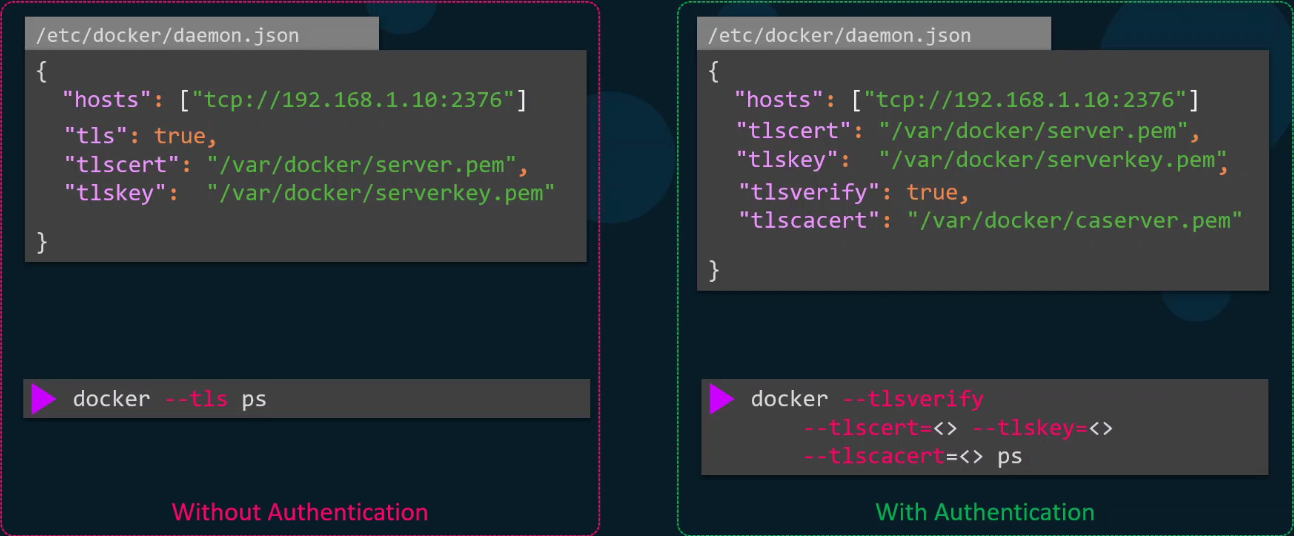 /etc/docker/daemon.json
{
"hosts": ["tcp://192.168.1.10:2376"]
"tls": true,
"tlscert": "/var/docker/server.pem",
"tlskey": "/var/docker/serverkey.pem"
}
docker --tls ps
Without Authentication
/etc/docker/daemon.json
{
"hosts": ["tcp://192.168.1.10:2376"]
"tlscert": "/var/docker/server.pem",
"tlskey": "/var/docker/serverkey.pem",
"tlsverify": true,
"tlscacert": "/var/docker/caserver.pem"
}
docker --tlsverify
--tlscert=<> --tlskey=<>
--tlscacert=<> ps
With Authentication